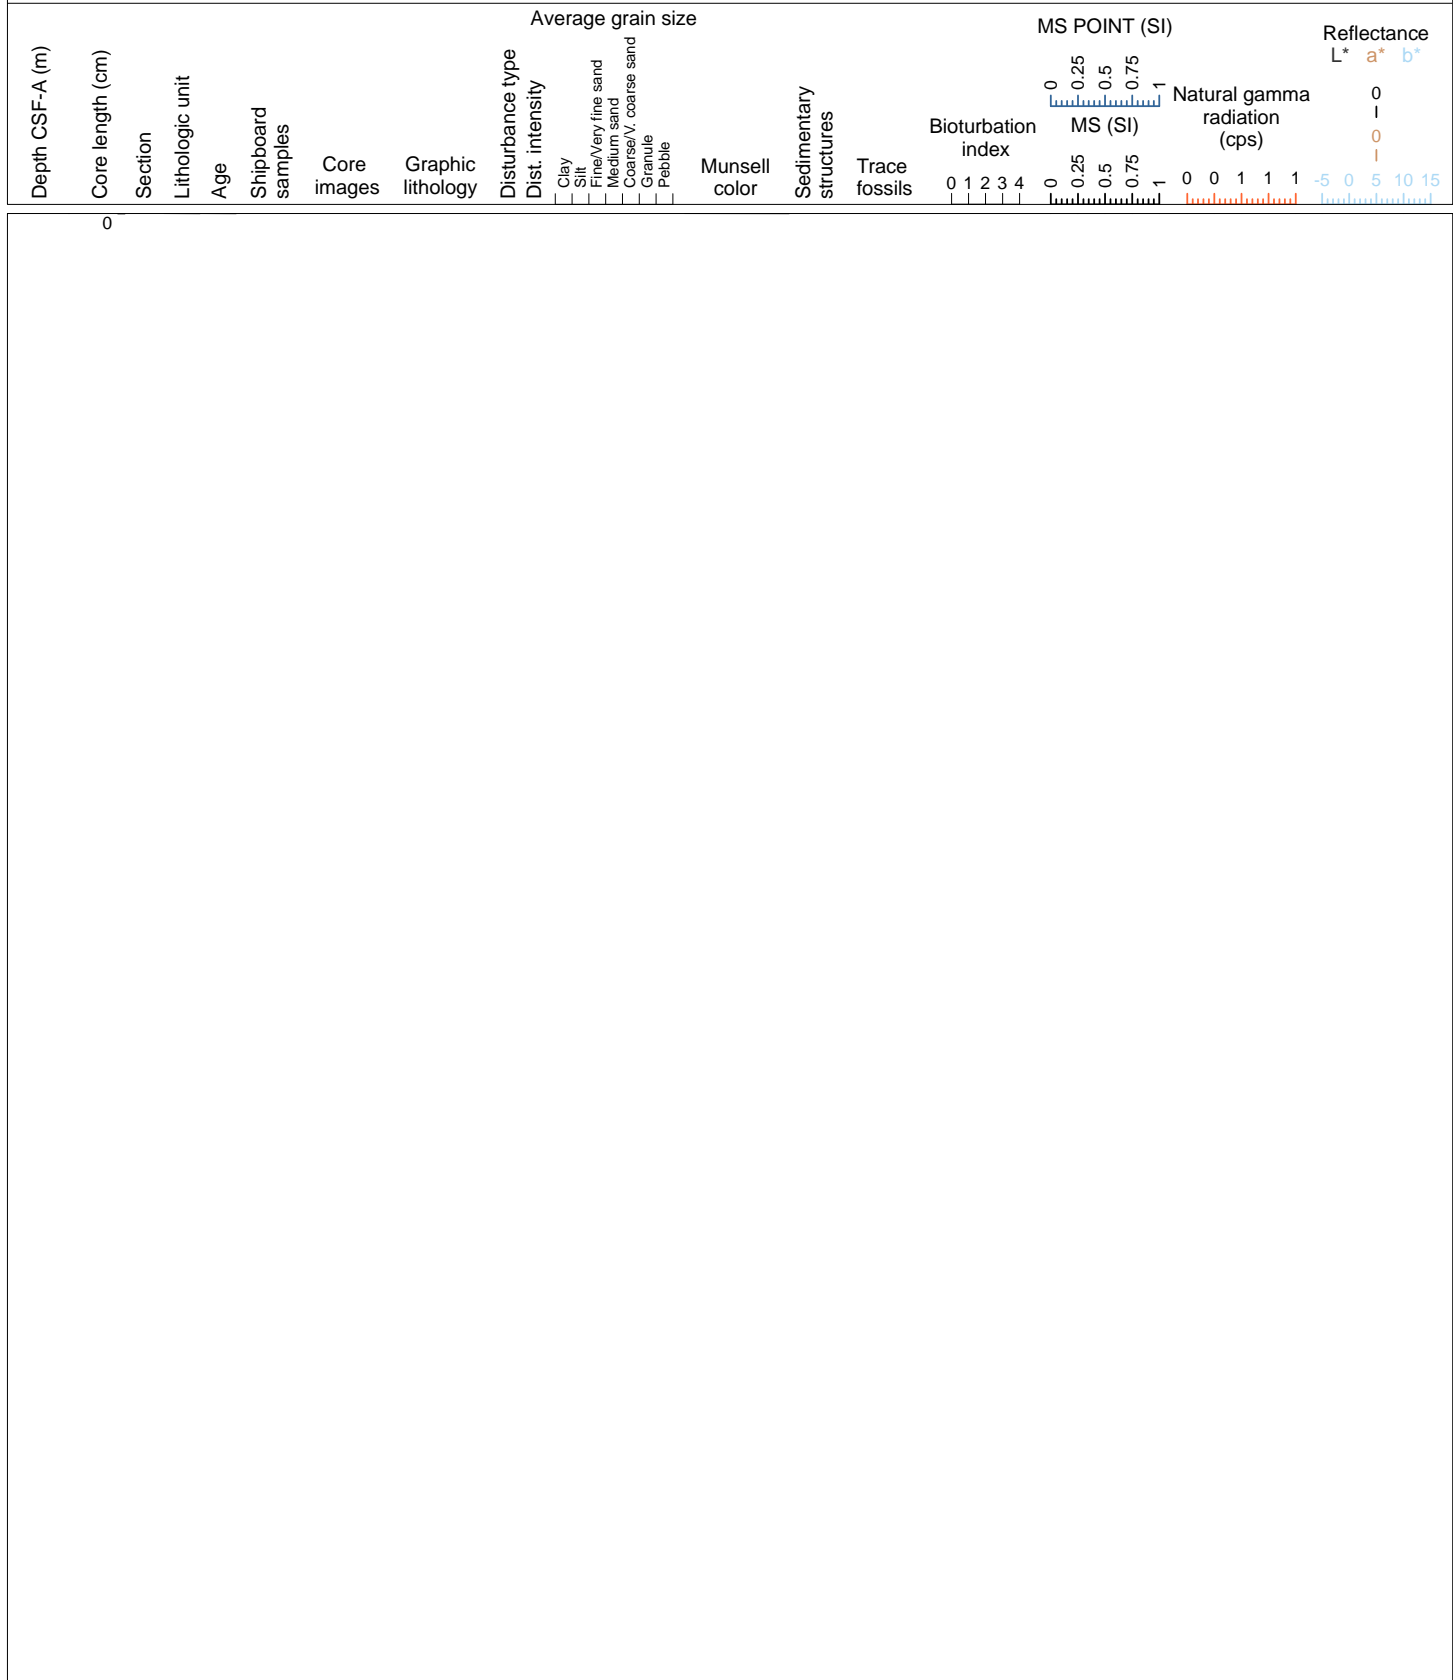 Depth CSF-A (m)
Core length (cm)
Section
Lithologic unit
Age
Shipboard
samples
Core
images
Graphic
lithology
Disturbance type
Dist. intensity
Average grain size
Clay
Silt
Fine/Very fine sand
Medium sand
Coarse/V. coarse sand
Granule
Pebble
Munsell
color
Sedimentary
structures
Trace
fossils
Bioturbation
index
0 1 2 3 4
MS POINT (SI)
0 0.25 0.5 0.75 1
MS (SI)
0 0.25 0.5 0.75 1
Natural gamma
radiation
(cps)
0 0 1 1 1
Reflectance
L* a* b*
0
0
-5 0 5 10 15
0